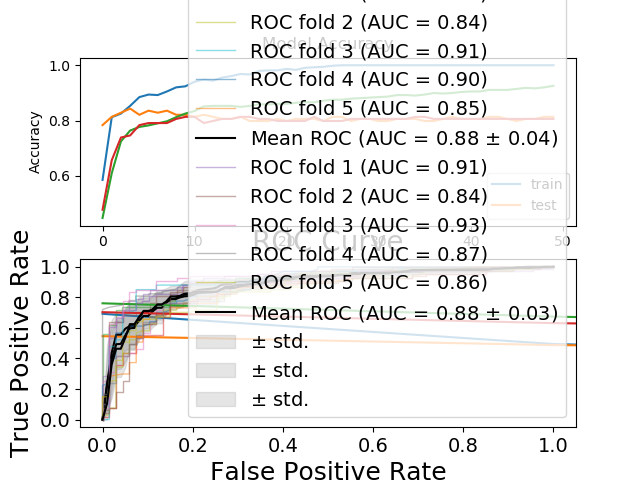 ROC fold 2 (AUC = 0.84)
Model Accuracy
ROC fold 3 (AUC = 0.91)
1.0
ROC fold 4 (AUC = 0.90)
ROC fold 5 (AUC = 0.85)
0.8
Accuracy
Mean ROC (AUC = 0.88 ± 0.04)
ROC fold 1 (AUC = 0.91)
0.6
train
ROC fold 2 (AUC = 0.84)
test
ROC fold 3 (AUC = 0.93)
0 10 40 50
ROC Curve
ROC fold 4 (AUC = 0.87)
1.0
ROC fold 5 (AUC = 0.86)
0.8
Mean ROC (AUC = 0.88 ± 0.03)
0.6
± std.
0.4
± std.
0.2
± std.
0.0
True Positive Rate
0.0 0.2 0.4 0.6 0.8 1.0
False Positive Rate